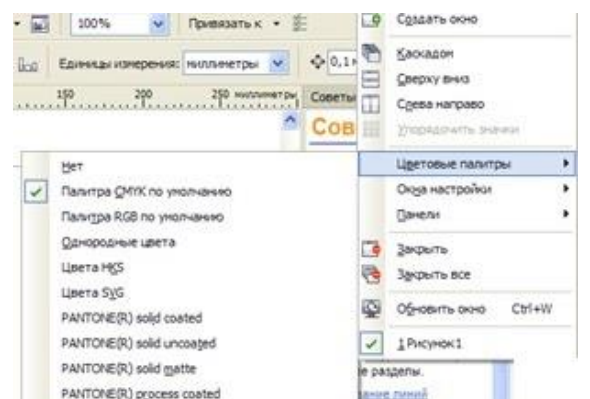 100%
Привязать к
Единицы измерения: миллиметры
0,1
150 200 250 миллиметры
Советы
Сов
Создать окно
Каскадом
Сверху вниз
Слева направо
Упорядочить значки
Цветовые палитры
Окна настройки
Панели
Закрыть
Закрыть все
Обновить окно Ctrl+W
1 Рисунок1
Нет
Палитра CMYK по умолчанию
Палитра RGB по умолчанию
Однородные цвета
Цвета HKS
Цвета SVG
PANTONE(R) solid coated
PANTONE(R) solid uncoated
PANTONE(R) solid matte
PANTONE(R) process coated
е разделы.
линий